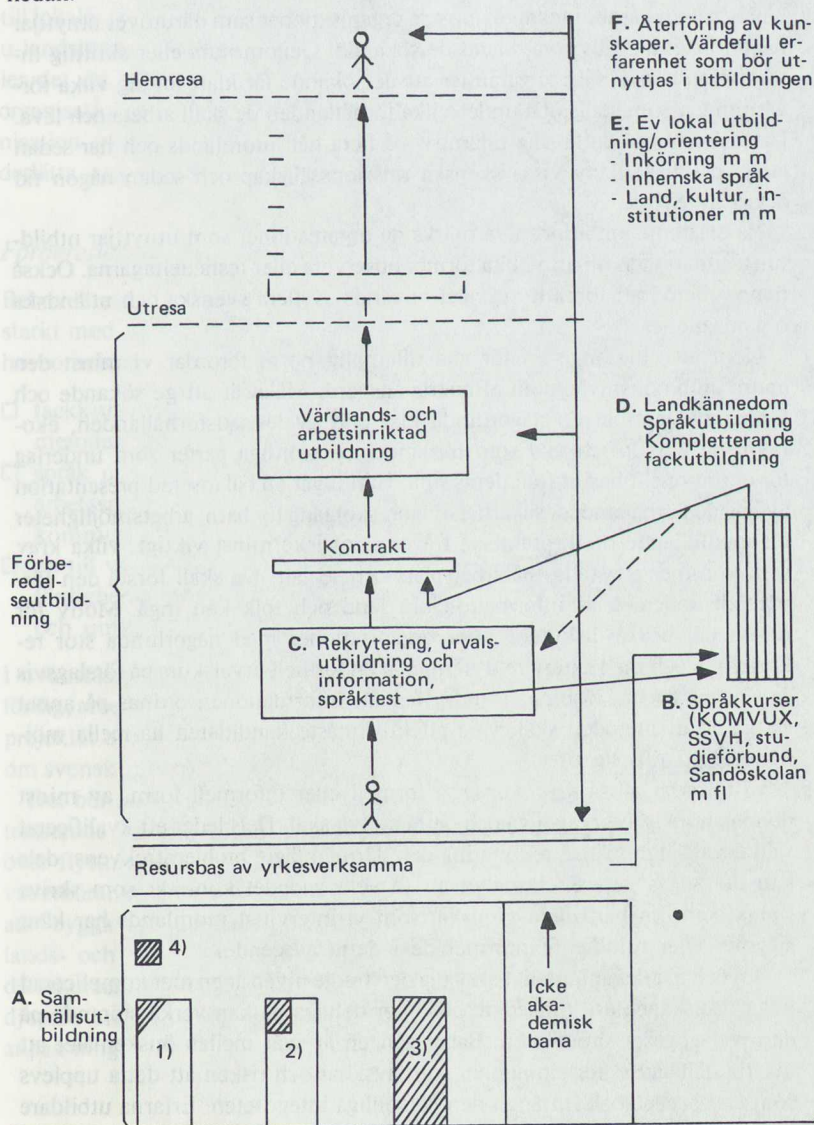 Hemresa
F. Återföring av kun-
skaper. Värdefull er-
farenhet som bör ut-
nyttjas i utbildningen
E. Ev lokal utbild-
ning/orientering
- Inkörning m m
- Inhemska språk
- Land, kultur, in-
stitutioner m m
Utresa
Värdlands- och
arbetsinriktad
utbildning
D. Landkännedom
Språkutbildning
Kompletterande
fackutbildning
Kontrakt
Förbe-
redel-
seutbild-
ning
C. Rekrytering, urvals-
utbildning och
information,
språktest
B. Språkkurser
(KOMVUX,
SSVH, stu-
dieförbund,
Sandöskolan
m fl
Resursbas av yrkesverksamma
A. Sam-
hällsut-
bildning
4)
1)
2)
3)
Icke
aka-
demisk
bana